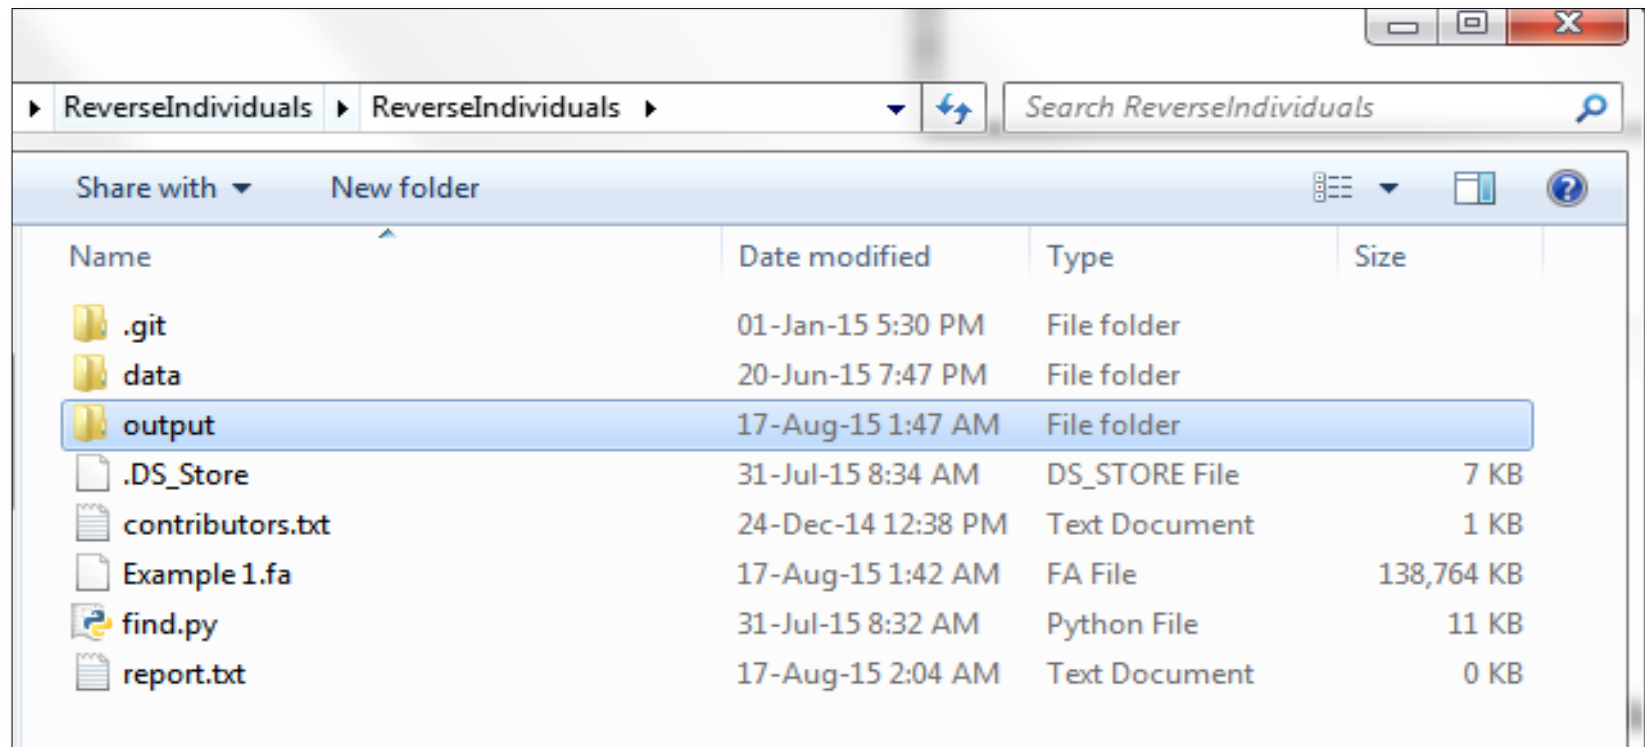 ReverseIndividuals ReverseIndividuals Search ReverseIndividuals
Share with New folder
Name Date modified Type Size
.git 01-Jan-15 5:30 PM File folder
data 20-Jun-15 7:47 PM File folder
output 17-Aug-15 1:47 AM File folder
.DS_Store 31-Jul-15 8:34 AM DS_STORE File 7 KB
contributors.txt 24-Dec-14 12:38 PM Text Document 1 KB
Example 1.fa 17-Aug-15 1:42 AM FA File 138,764 KB
find.py 31-Jul-15 8:32 AM Python File 11 KB
report.txt 17-Aug-15 2:04 AM Text Document 0 KB